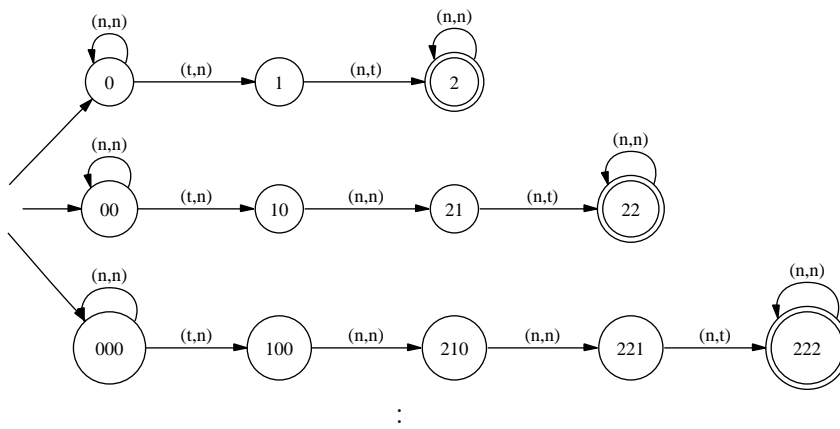 (n,n) (n,n)
0 (t,n) 1 (n,t) 2
(n,n) (n,n)
00 (t,n) 10 (n,n) 21 (n,t) 22
(n,n) (n,n)
000 (t,n) 100 (n,n) 210 (n,n) 221 (n,t) 222
: